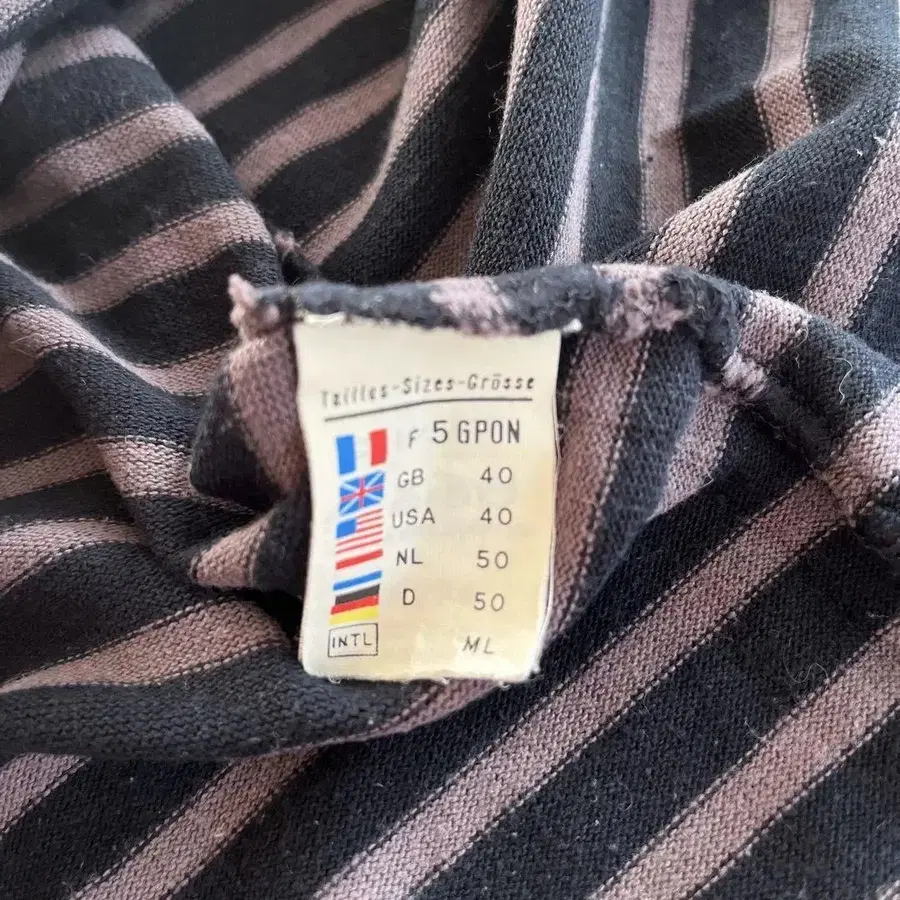 Tailles-Sizes-Grösse
F 5 GPON
GB 40
USA 40
NL 50
D 50
INTL ML